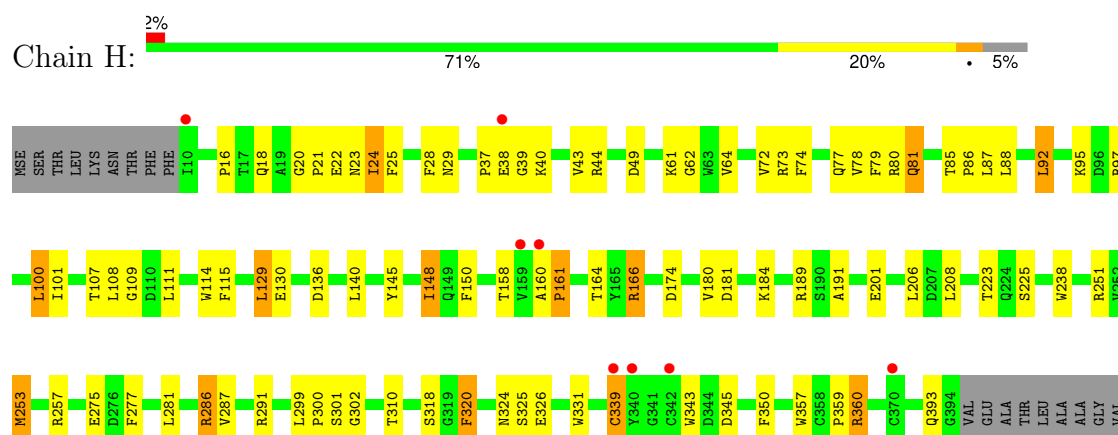 2%
Chain H:
71% 20% • 5%
MSE SER THR LEU LYS ASN THR PHE PHE I10 P16 T17 Q18 A19 G20 P21 E22 N23 I24 F25 F28 N29 P37 E38 G39 K40 V43 R44 D49 K61 G62 W63 V64 V72 R73 F74 Q77 V78 F79 R80 Q81 T85 P86 L87 L88 L92 K95 D96 R97
L100 I101 T107 L108 G109 D110 L111 W114 F115 L129 E130 D136 L140 Y145 I148 Q149 F150 T158 V159 A160 P161 T164 Y165 R166 D174 V180 D181 K184 R189 S190 A191 E201 L206 D207 L208 T223 Q224 S225 W238 R251 V252
M253 R257 E275 D276 F277 L281 R286 V287 R291 L299 P300 S301 G302 T310 S318 G319 F320 N324 S325 E326 W331 C339 Y340 G341 C342 W343 D344 D345 F350 W357 C358 P359 R360 C370 Q393 G394 VAL GLU ALA THR LEU ALA ALA GLY VAL